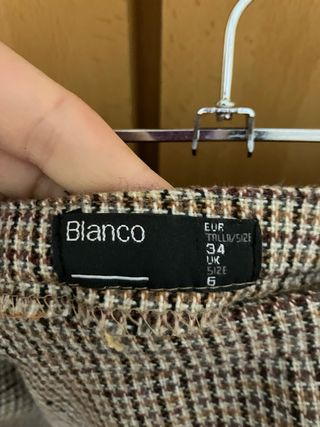 Blanco
EUR
TALLA/SIZE
34
UK
SIZE
6